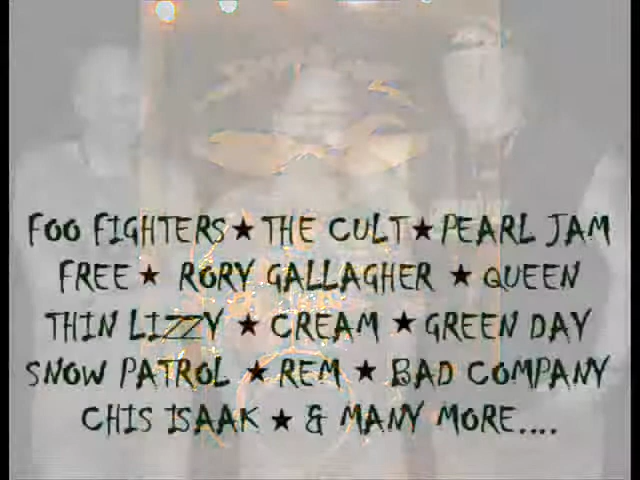 FOO FIGHTERS★THE CULT★PEARL JAM
FREE★ RORY GALLAGHER ★ QUEEN
THIN LIZZY ★ CREAM ★ GREEN DAY
SNOW PATROL ★ REM ★ BAD COMPANY
CHIS ISAAK ★ & MANY MORE....